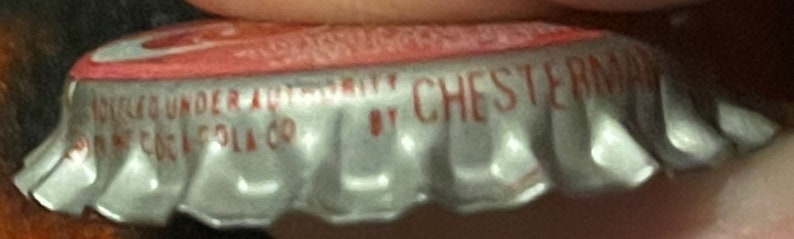 BOTTLED UNDER AUTHORITY
OF THE COCA-COLA CO
BY CHESTERMAN